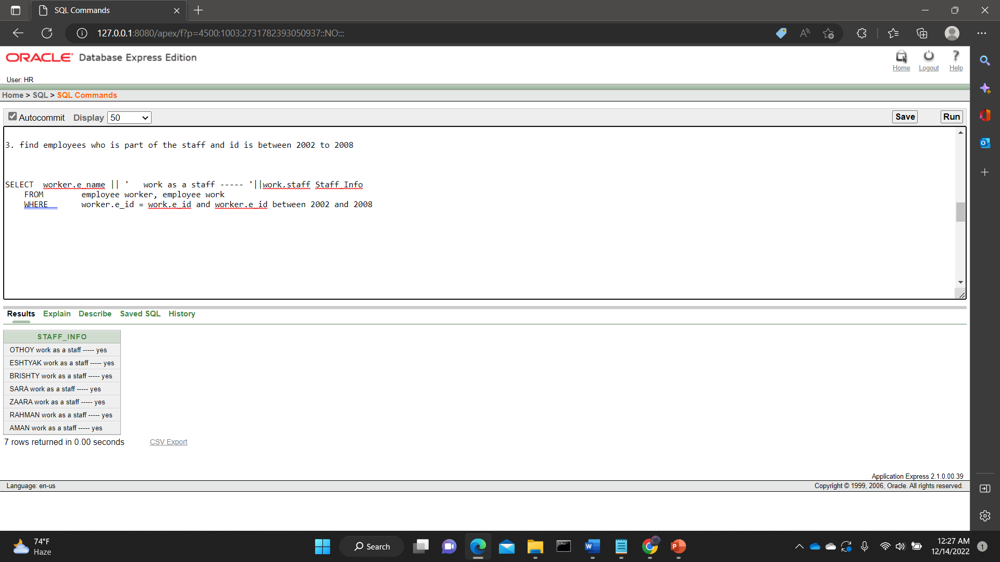 SQL Commands
127.0.0.1:8080/apex/f?p=4500:1003:2731782393050937::NO:::
ORACLE Database Express Edition
Home Logout Help
User: HR
Home > SQL > SQL Commands
Autocommit Display 50 Save Run
3. find employees who is part of the staff and id is between 2002 to 2008
SELECT  worker.e_name || '   work as a staff ----- '||work.staff Staff_Info
FROM        employee worker, employee work
WHERE       worker.e_id = work.e_id and worker.e_id between 2002 and 2008
Results Explain Describe Saved SQL History
STAFF_INFO
OTHOY work as a staff ----- yes
ESHTYAK work as a staff ----- yes
BRISHTY work as a staff ----- yes
SARA work as a staff ----- yes
ZAARA work as a staff ----- yes
RAHMAN work as a staff ----- yes
AMAN work as a staff ----- yes
7 rows returned in 0.00 seconds CSV Export
Application Express 2.1.0.00.39
Language: en-us Copyright © 1999, 2006, Oracle. All rights reserved.
74°F
Haze
Search
12:27 AM
12/14/2022
1